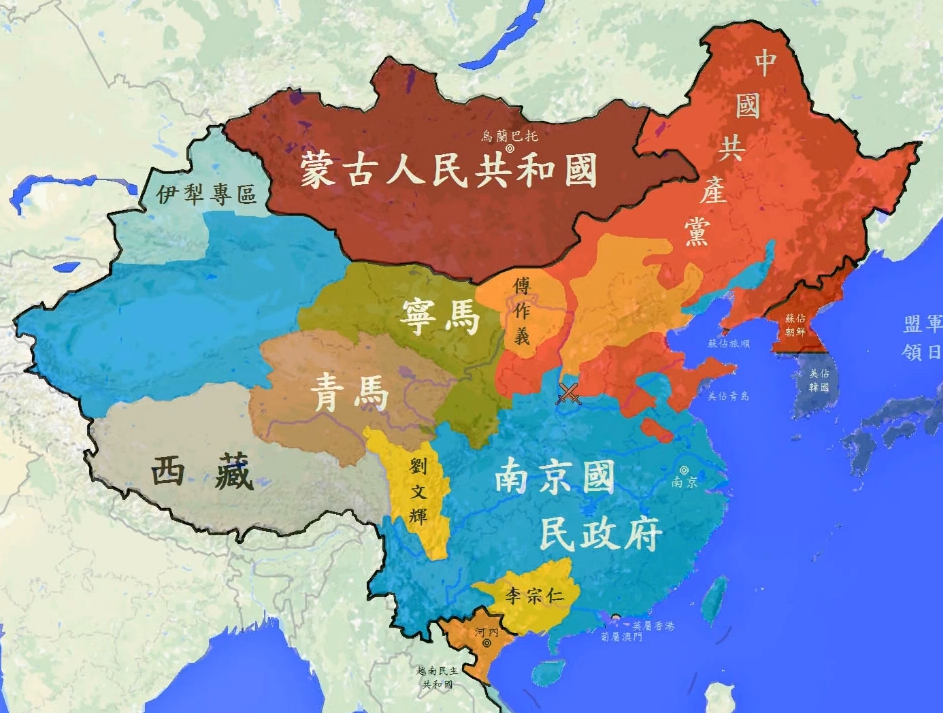 中國共產黨
烏蘭巴托
蒙古人民共和國
伊犁專區
傅作義
寧馬
蘇佔
朝鮮
盟軍
領日
蘇佔旅順
英佔
韓國
美佔青島
青馬
西藏
劉文輝
南京國
民政府
南京
李宗仁
河內
英屬香港
葡屬澳門
越南民主
共和國